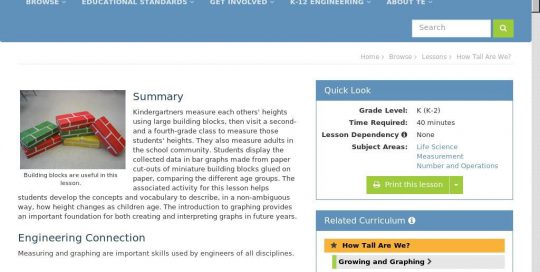 BROWSE EDUCATIONAL STANDARDS GET INVOLVED K-12 ENGINEERING ABOUT TE
Search
Home › Browse › Lessons › How Tall Are We?
Building blocks are useful in this
lesson.
Summary
Kindergartners measure each others' heights
using large building blocks, then visit a second-
and a fourth-grade class to measure those
students' heights. They also measure adults in
the school community. Students display the
collected data in bar graphs made from paper
cut-outs of miniature building blocks glued on
paper, comparing the different age groups. The
associated activity for this lesson helps
students develop the concepts and vocabulary to describe, in a non-ambiguous
way, how height changes as children age. The introduction to graphing provides
an important foundation for both creating and interpreting graphs in future years.
Engineering Connection
Measuring and graphing are important skills used by engineers of all disciplines.
Quick Look
Grade Level: K (K-2)
Time Required: 40 minutes
Lesson Dependency None
Subject Areas: Life Science
Measurement
Number and Operations
Print this lesson
Related Curriculum
How Tall Are We?
Growing and Graphing